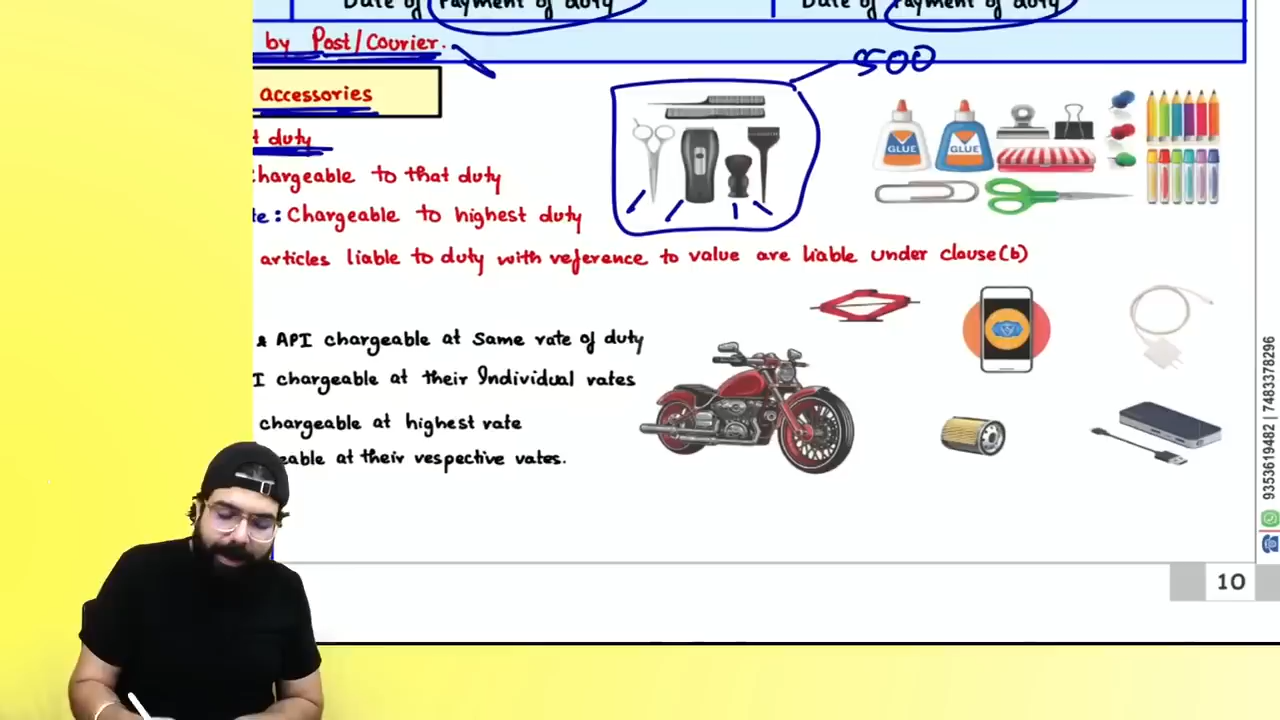 Date of Payment of duty
Date of Payment of duty
by Post/Courier.
500
accessories
GLUE
GLUE
t duty
chargeable to that duty
te: Chargeable to highest duty
articles liable to duty with reference to value are liable under clause(b)
& API chargeable at Same rate of duty
I chargeable at their Individual rates
chargeable at highest rate
eable at their respective rates.
9353619482 | 7483378296
10